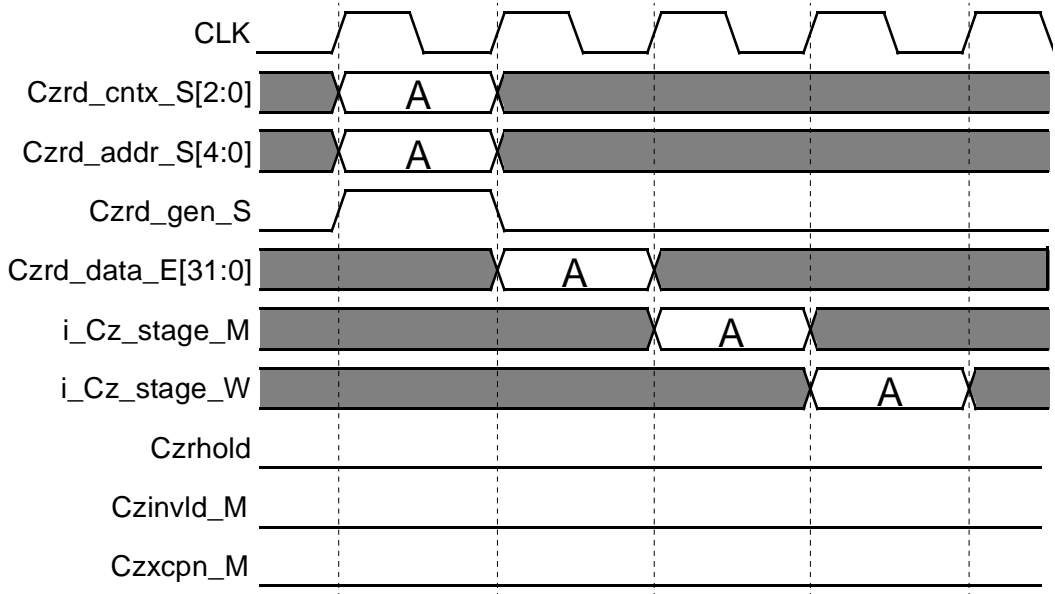 CLK
Czrd_cntx_S[2:0] A
Czrd_addr_S[4:0] A
Czrd_gen_S
Czrd_data_E[31:0] A
i_Cz_stage_M A
i_Cz_stage_W A
Czrhold
Czinvld_M
Czxcpn_M